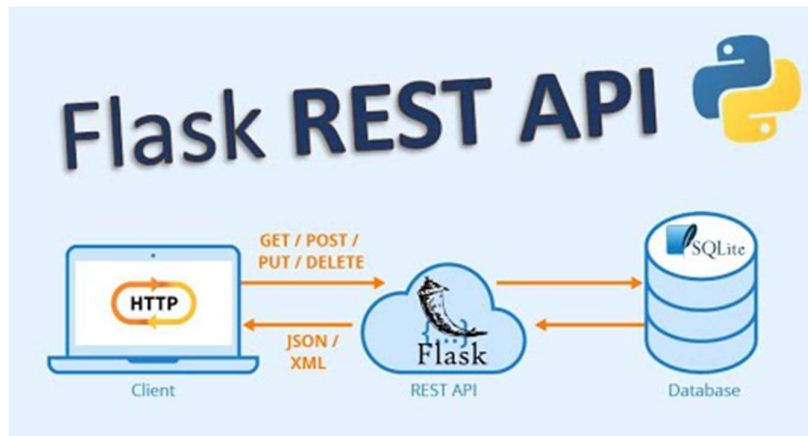 Flask REST API
SQLite
GET / POST /
PUT / DELETE
HTTP
JSON /
XML
{...}
Flask
Client
REST API
Database